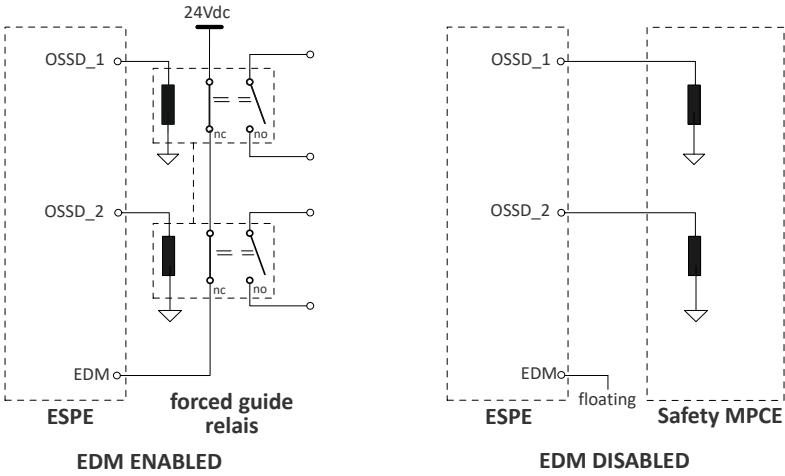 24Vdc
OSSD_1
nc
no
OSSD_2
nc
no
EDM
ESPE
forced guide
relais
EDM ENABLED
OSSD_1
OSSD_2
EDM
floating
ESPE
Safety MPCE
EDM DISABLED